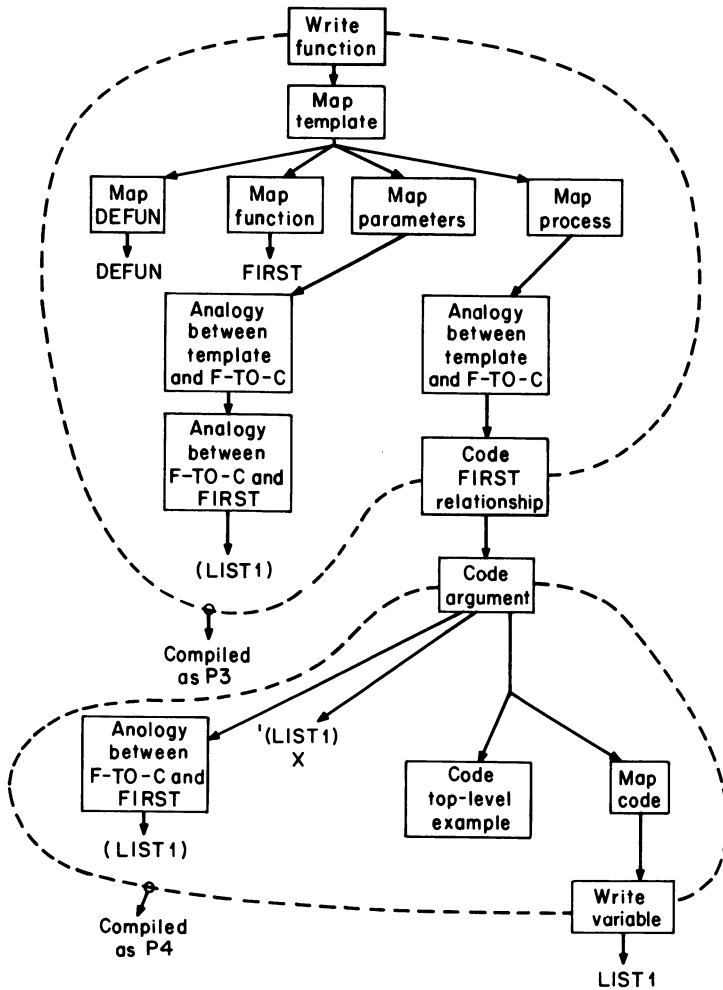 Write
function
Map
template
Map
DEFUN
Map
function
Map
parameters
Map
process
DEFUN
FIRST
Analogy
between
template
and F-TO-C
Analogy
between
template
and F-TO-C
Analogy
between
F-TO-C and
FIRST
Code
FIRST
relationship
(LIST1)
Code
argument
Compiled
as P3
Anology
between
F-TO-C and
FIRST
'(LIST1)
X
Code
top-level
example
Map
code
(LIST1)
Write
variable
Compiled
as P4
LIST1